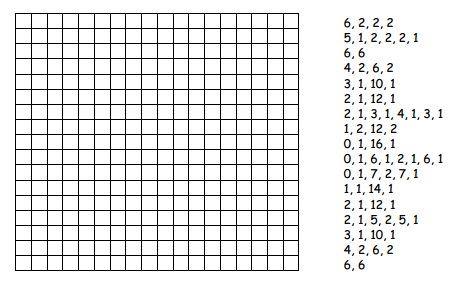 6, 2, 2, 2
5, 1, 2, 2, 2, 1
6, 6
4, 2, 6, 2
3, 1, 10, 1
2, 1, 12, 1
2, 1, 3, 1, 4, 1, 3, 1
1, 2, 12, 2
0, 1, 16, 1
0, 1, 6, 1, 2, 1, 6, 1
0, 1, 7, 2, 7, 1
1, 1, 14, 1
2, 1, 12, 1
2, 1, 5, 2, 5, 1
3, 1, 10, 1
4, 2, 6, 2
6, 6